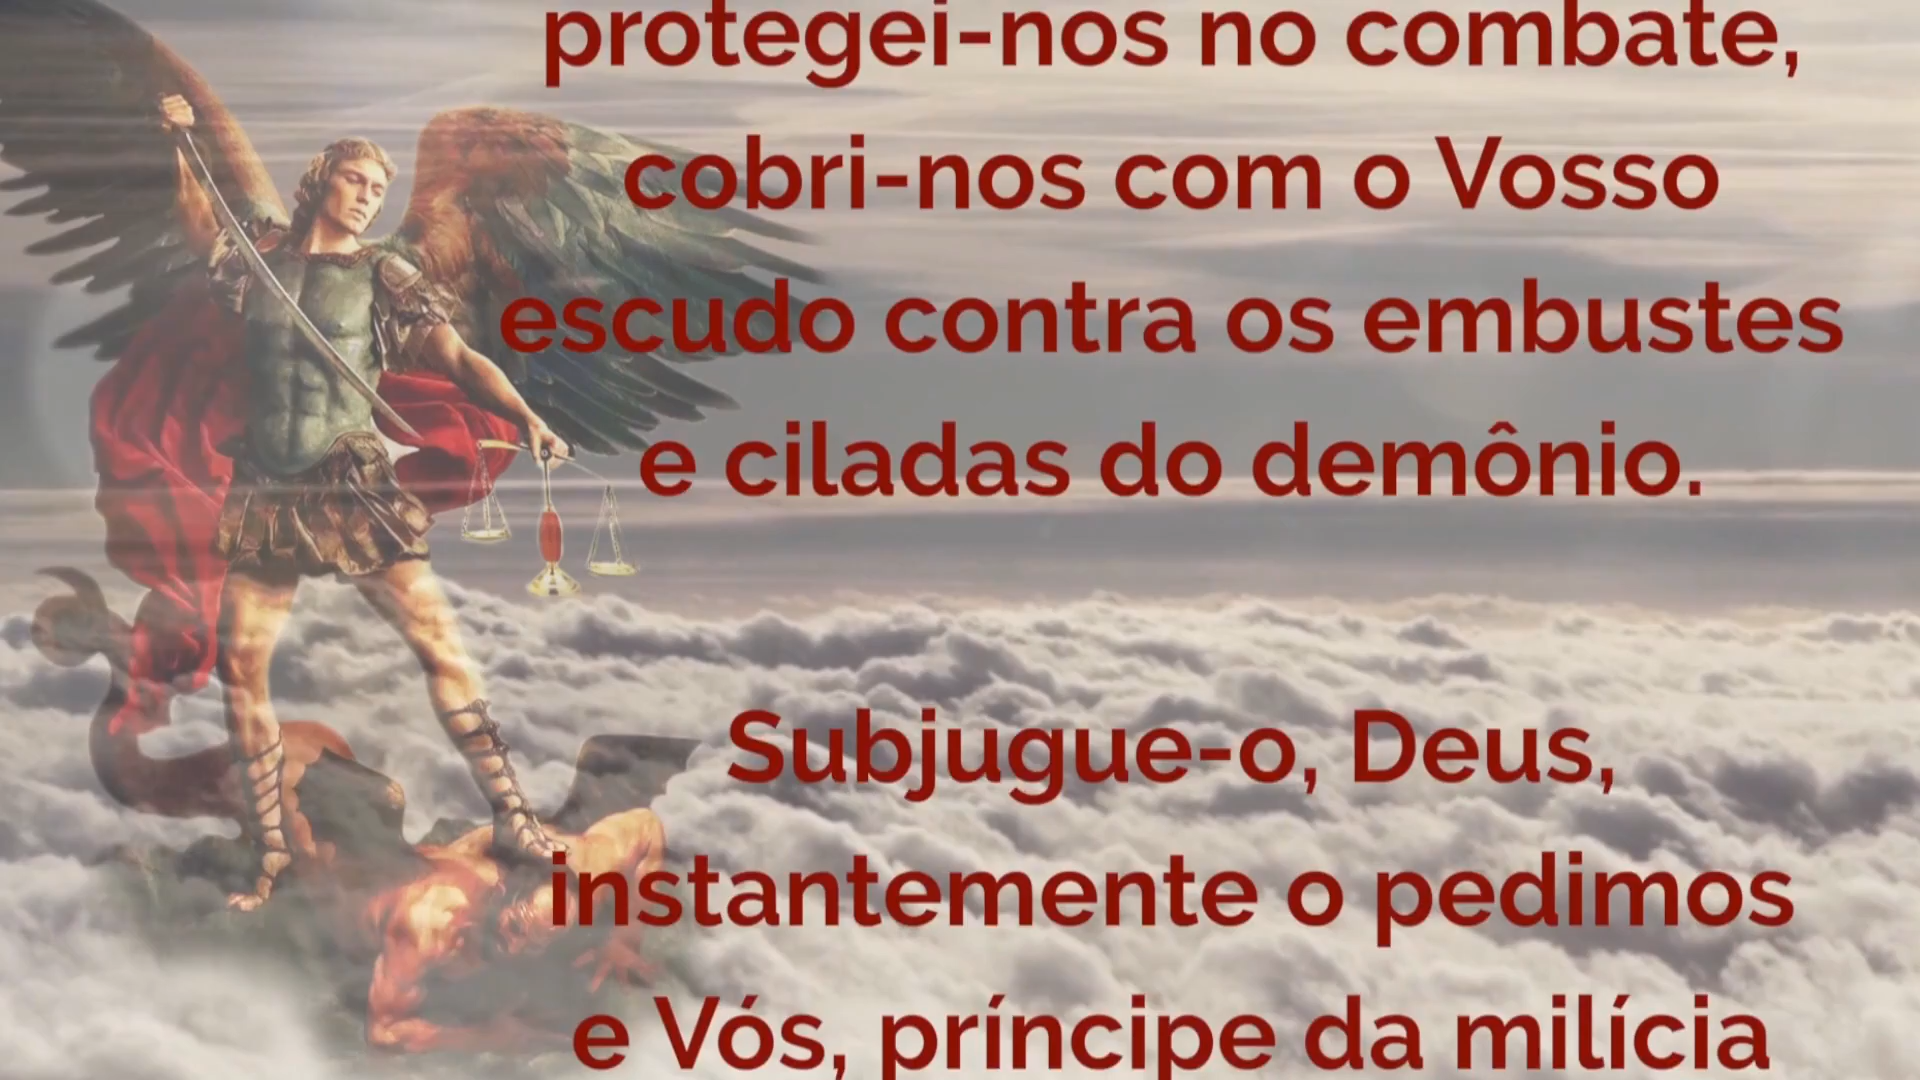 protegei-nos no combate,
cobri-nos com o Vosso
escudo contra os embustes
e ciladas do demônio.
Subjugue-o, Deus,
instantemente o pedimos
e Vós, príncipe da milícia